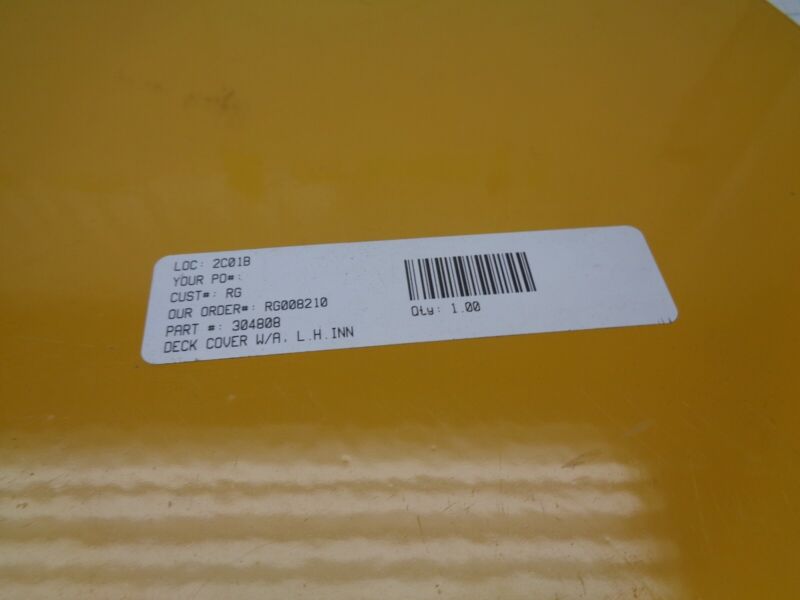 LOC: 2C01B
YOUR PO#:
CUST#: RG
OUR ORDER#: RG008210
PART #: 304808
DECK COVER W/A, L.H.INN
Qty: 1.00